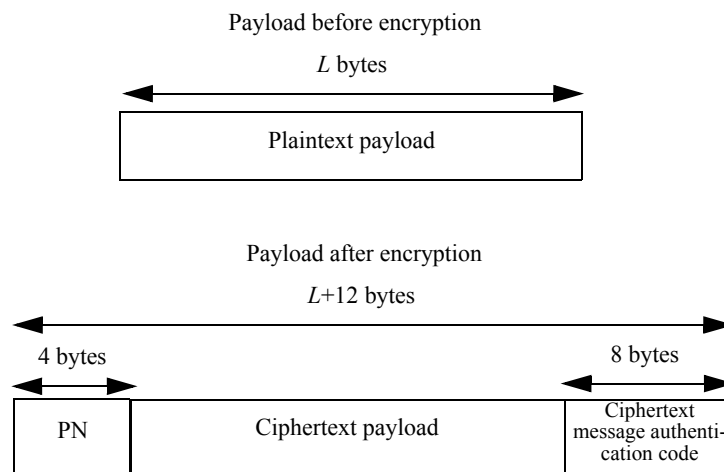 Payload before encryption
L bytes
Plaintext payload
Payload after encryption
L+12 bytes
4 bytes
8 bytes
PN
Ciphertext payload
Ciphertext
message authenti-
cation code